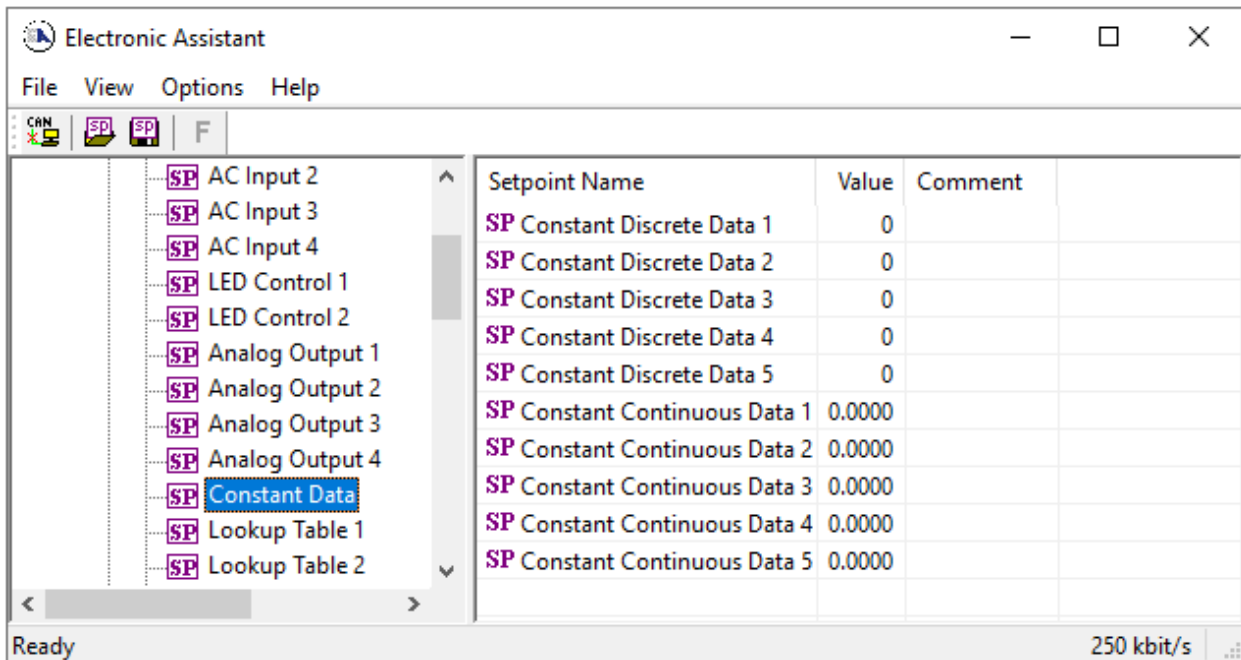 Electronic Assistant
File View Options Help
CAN SP SP F
SP AC Input 2
SP AC Input 3
SP AC Input 4
SP LED Control 1
SP LED Control 2
SP Analog Output 1
SP Analog Output 2
SP Analog Output 3
SP Analog Output 4
SP Constant Data
SP Lookup Table 1
SP Lookup Table 2
Setpoint Name Value Comment
SP Constant Discrete Data 1 0
SP Constant Discrete Data 2 0
SP Constant Discrete Data 3 0
SP Constant Discrete Data 4 0
SP Constant Discrete Data 5 0
SP Constant Continuous Data 1 0.0000
SP Constant Continuous Data 2 0.0000
SP Constant Continuous Data 3 0.0000
SP Constant Continuous Data 4 0.0000
SP Constant Continuous Data 5 0.0000
Ready 250 kbit/s